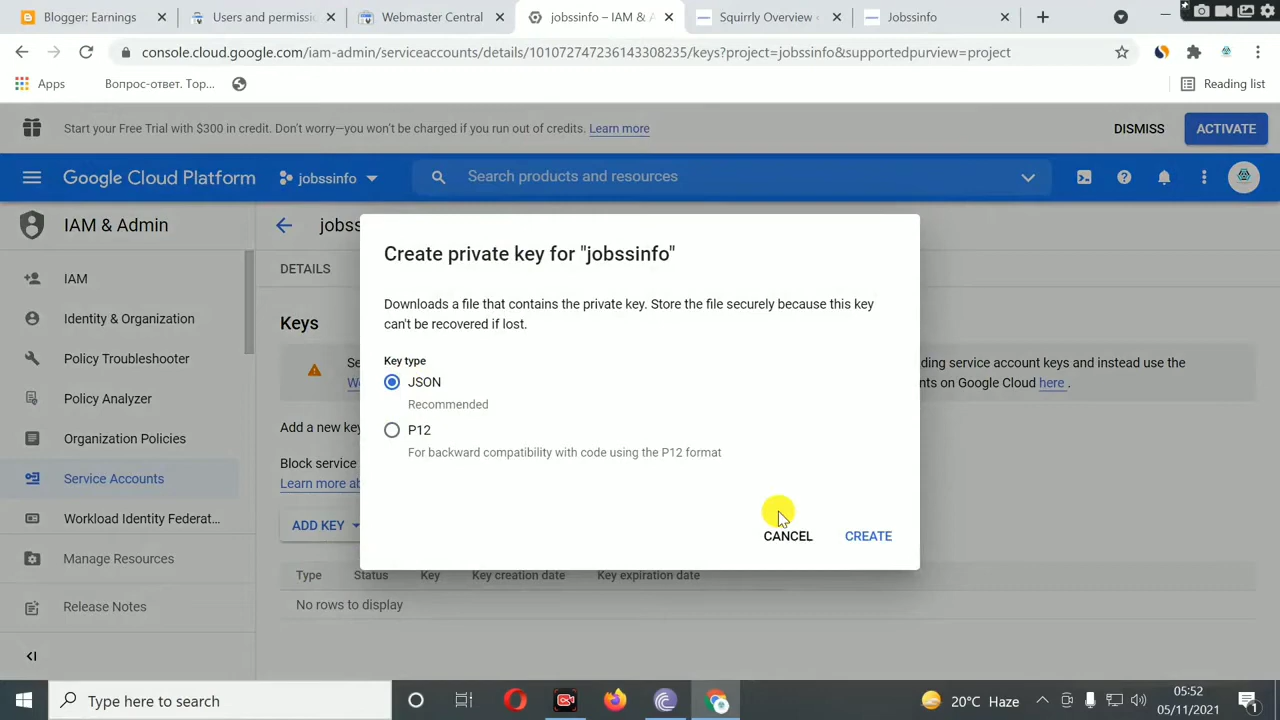 Blogger: Earnings
Users and permissi
Webmaster Central
jobssinfo – IAM & A
Squirrly Overview
Jobssinfo
console.cloud.google.com/iam-admin/serviceaccounts/details/101072747236143308235/keys?project=jobssinfo&supportedpurview=project
Apps
Вопрос-ответ. Тор...
Reading list
Start your Free Trial with $300 in credit. Don't worry—you won't be charged if you run out of credits. Learn more
DISMISS
ACTIVATE
Google Cloud Platform
jobssinfo
Search products and resources
IAM & Admin
jobss
IAM
Identity & Organization
Policy Troubleshooter
Policy Analyzer
Organization Policies
Service Accounts
Workload Identity Federat...
Manage Resources
Release Notes
DETAILS
Keys
Se
ding service account keys and instead use the
W
nts on Google Cloud here .
Add a new key
Block service
Learn more ab
ADD KEY
Create private key for "jobssinfo"
Downloads a file that contains the private key. Store the file securely because this key
can't be recovered if lost.
Key type
JSON
Recommended
P12
For backward compatibility with code using the P12 format
CANCEL
CREATE
Type Status Key Key creation date Key expiration date
No rows to display
Type here to search
20°C Haze
05:52
05/11/2021
1